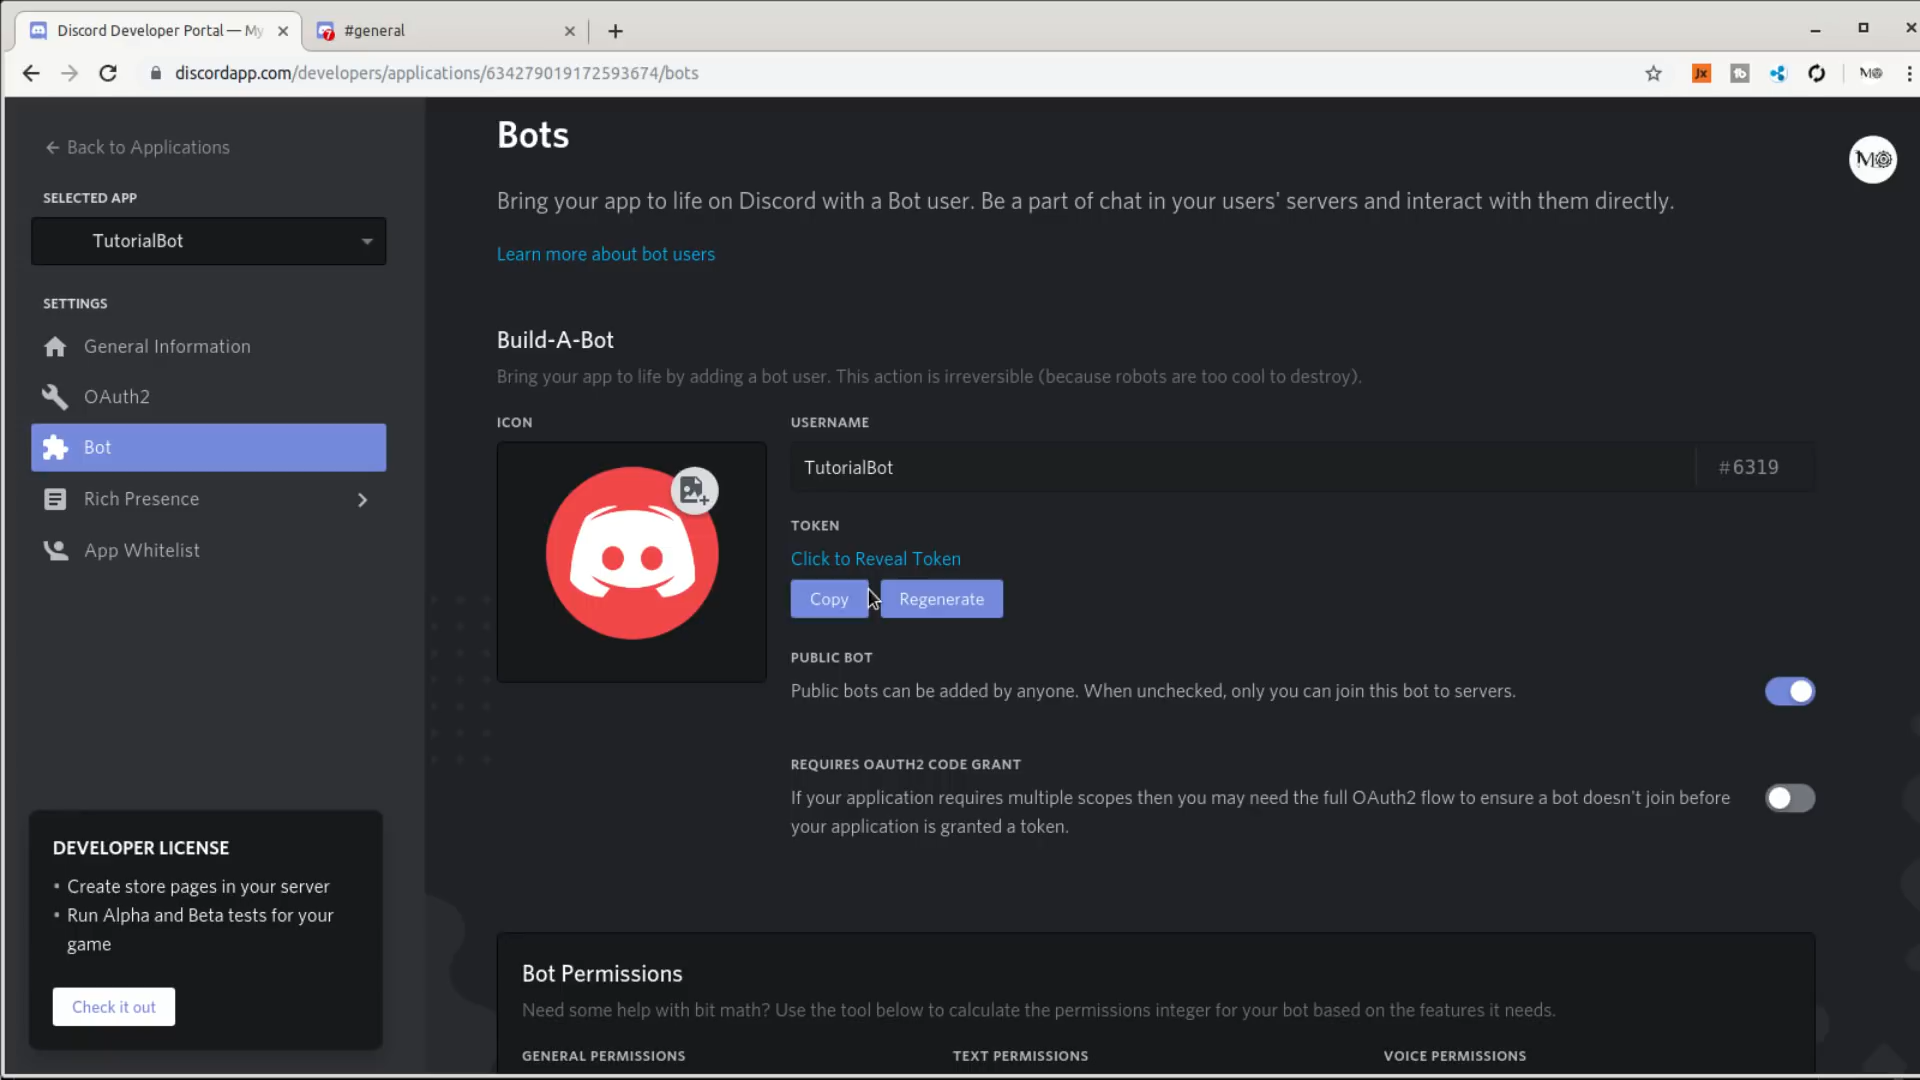 Discord Developer Portal — My
#general
discordapp.com/developers/applications/634279019172593674/bots
Jx
M
Back to Applications
SELECTED APP
TutorialBot
SETTINGS
General Information
OAuth2
Bot
Rich Presence
App Whitelist
DEVELOPER LICENSE
• Create store pages in your server
• Run Alpha and Beta tests for your
game
Check it out
Bots
Bring your app to life on Discord with a Bot user. Be a part of chat in your users' servers and interact with them directly.
Learn more about bot users
Build-A-Bot
Bring your app to life by adding a bot user. This action is irreversible (because robots are too cool to destroy).
ICON
USERNAME
TutorialBot
#6319
TOKEN
Click to Reveal Token
Copy
Regenerate
PUBLIC BOT
Public bots can be added by anyone. When unchecked, only you can join this bot to servers.
REQUIRES OAUTH2 CODE GRANT
If your application requires multiple scopes then you may need the full OAuth2 flow to ensure a bot doesn't join before
your application is granted a token.
Bot Permissions
Need some help with bit math? Use the tool below to calculate the permissions integer for your bot based on the features it needs.
GENERAL PERMISSIONS
TEXT PERMISSIONS
VOICE PERMISSIONS